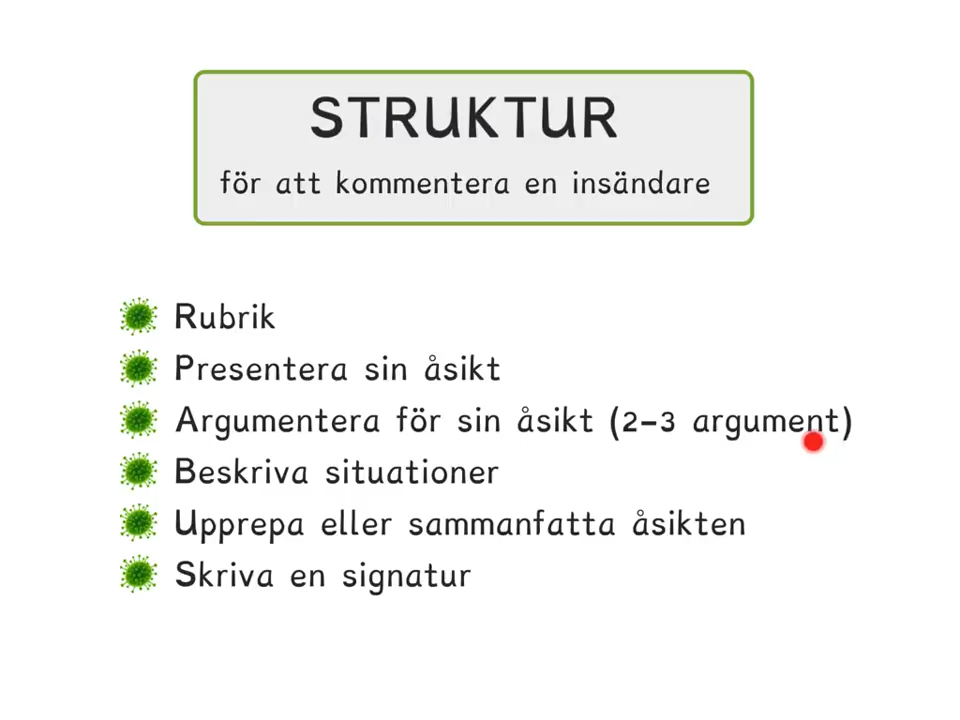 STRUKTUR
för att kommentera en insändare
Rubrik
Presentera sin åsikt
Argumentera för sin åsikt (2–3 argument)
Beskriva situationer
Upprepa eller sammanfatta åsikten
Skriva en signatur